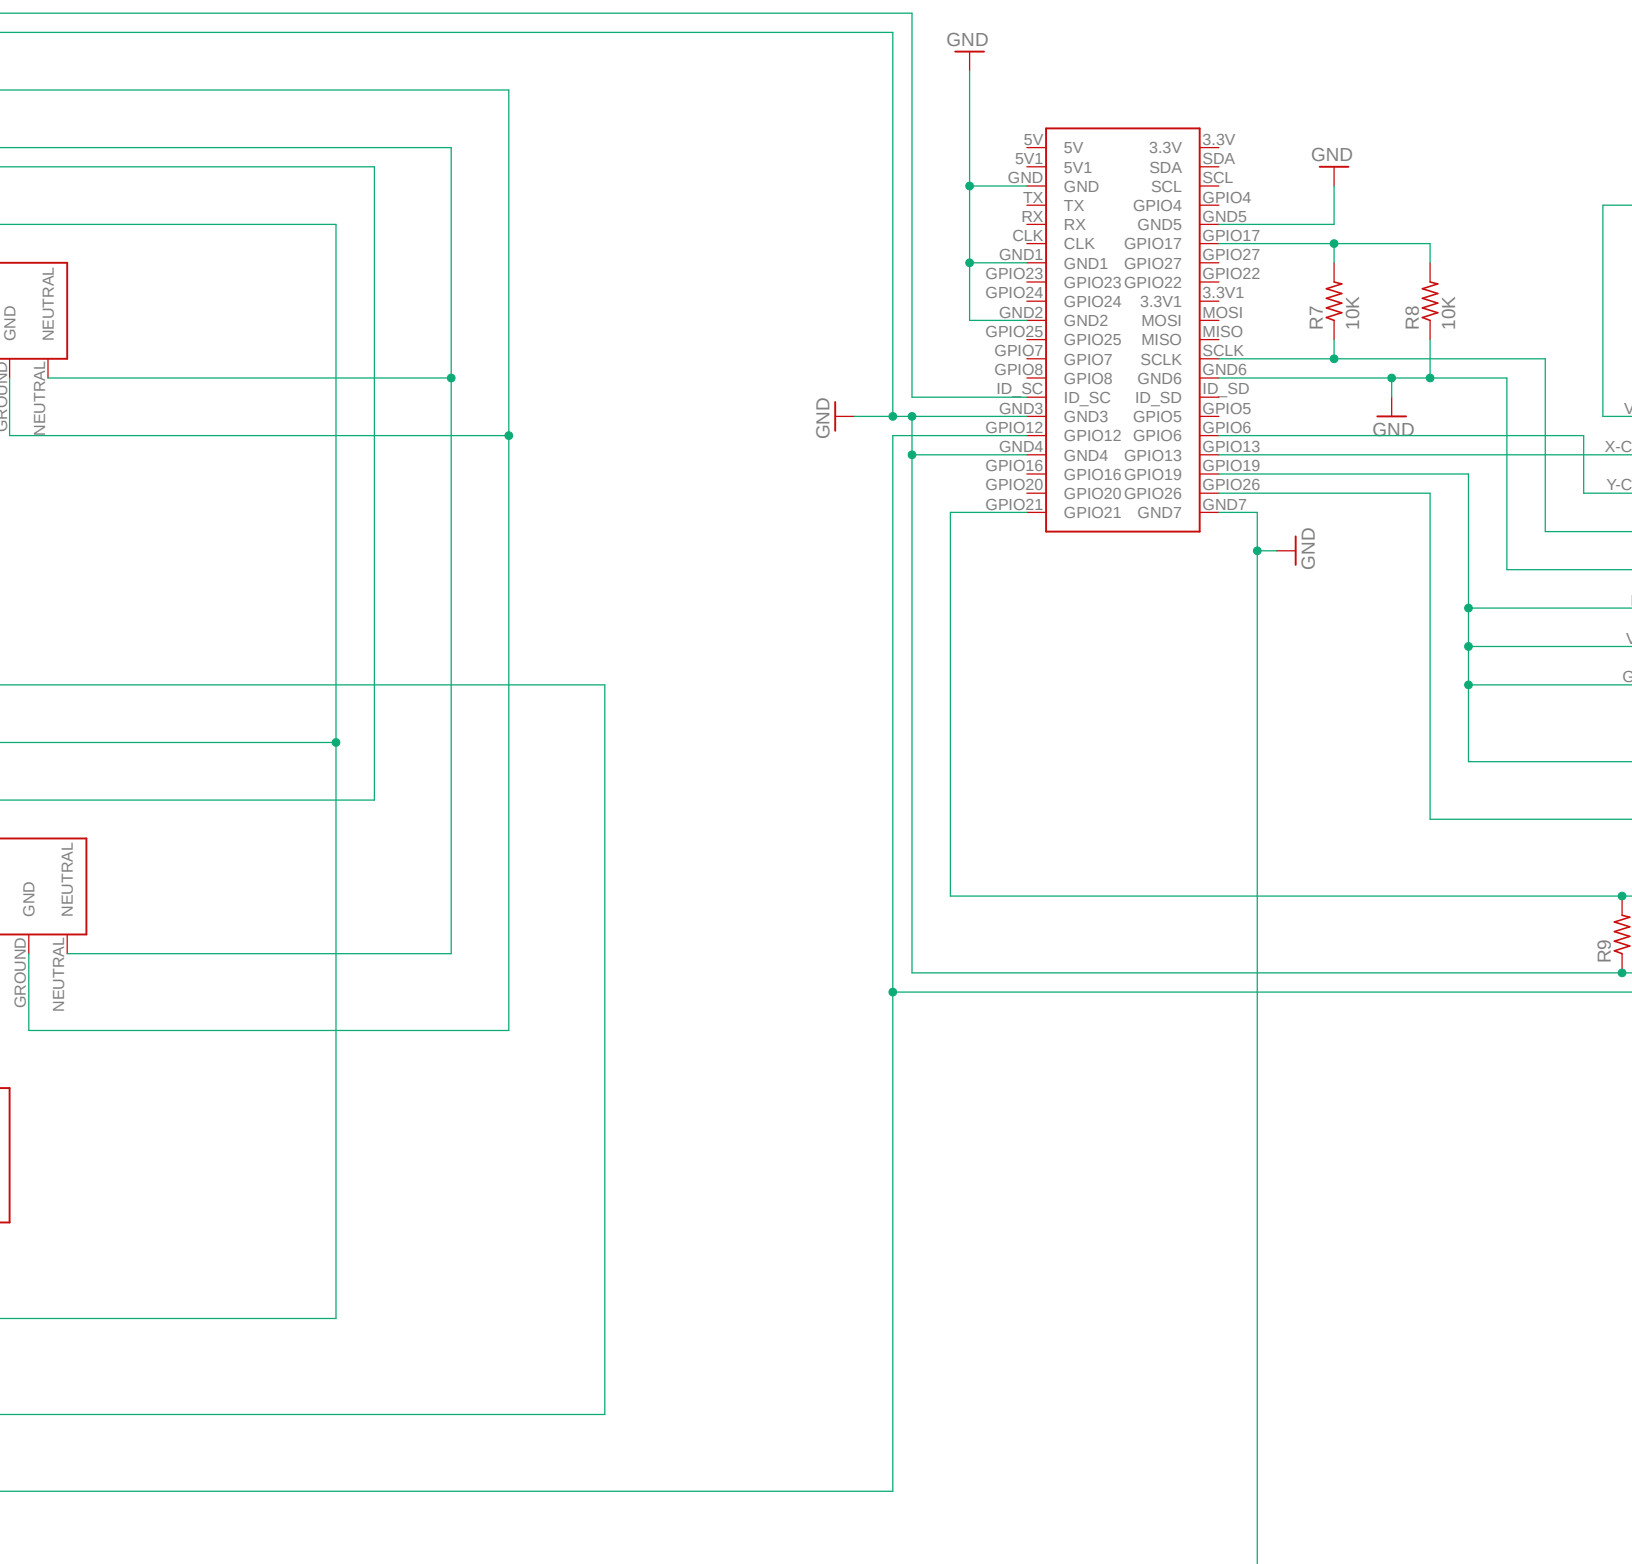 GND
5V
5V1
GND
TX
RX
CLK
GND1
GPIO23
GPIO24
GND2
GPIO25
GPIO7
GPIO8
ID_SC
GND3
GPIO12
GND4
GPIO16
GPIO20
GPIO21
5V 3.3V
5V1 SDA
GND SCL
TX GPIO4
RX GND5
CLK GPIO17
GND1 GPIO27
GPIO23 GPIO22
GPIO24 3.3V1
GND2 MOSI
GPIO25 MISO
GPIO7 SCLK
GPIO8 GND6
ID_SC ID_SD
GND3 GPIO5
GPIO12 GPIO6
GND4 GPIO13
GPIO16 GPIO19
GPIO20 GPIO26
GPIO21 GND7
3.3V
SDA
SCL
GPIO4
GND5
GPIO17
GPIO27
GPIO22
3.3V1
MOSI
MISO
SCLK
GND6
ID_SD
GPIO5
GPIO6
GPIO13
GPIO19
GPIO26
GND7
GND
R7
10K
R8
10K
GND
GND
GND
V
X-C
Y-C
V
G
R9
GND
NEUTRAL
GROUND
NEUTRAL
GND
NEUTRAL
GROUND
NEUTRAL